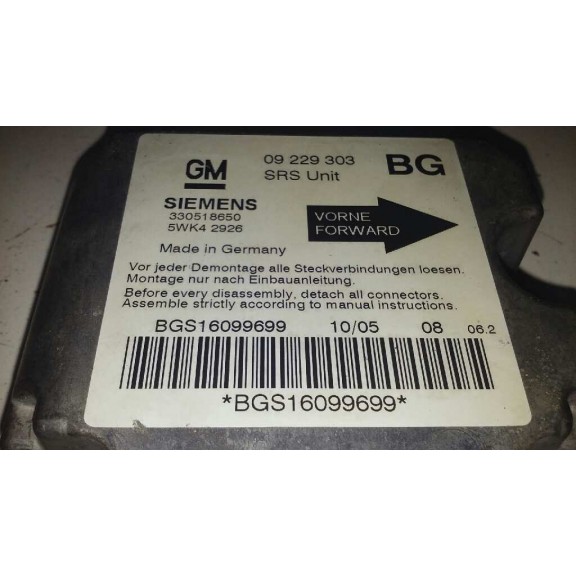 GM
09 229 303
BG
SRS Unit
SIEMENS
330518650
5WK4 2926
VORNE
FORWARD
Made in Germany
Vor jeder Demontage alle Steckverbindungen loesen.
Montage nur nach Einbauanleitung.
Before every disassembly, detach all connectors.
Assemble strictly according to manual instructions.
BGS16099699 10/05 08 06.2
*BGS16099699*